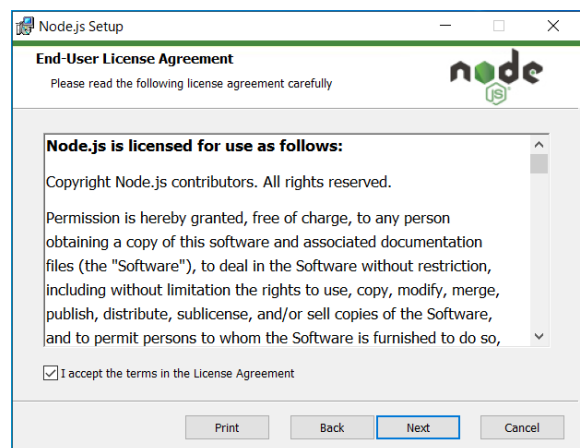 Node.js Setup
End-User License Agreement
Please read the following license agreement carefully
node
JS
Node.js is licensed for use as follows:
Copyright Node.js contributors. All rights reserved.
Permission is hereby granted, free of charge, to any person
obtaining a copy of this software and associated documentation
files (the "Software"), to deal in the Software without restriction,
including without limitation the rights to use, copy, modify, merge,
publish, distribute, sublicense, and/or sell copies of the Software,
and to permit persons to whom the Software is furnished to do so,
I accept the terms in the License Agreement
Print Back Next Cancel